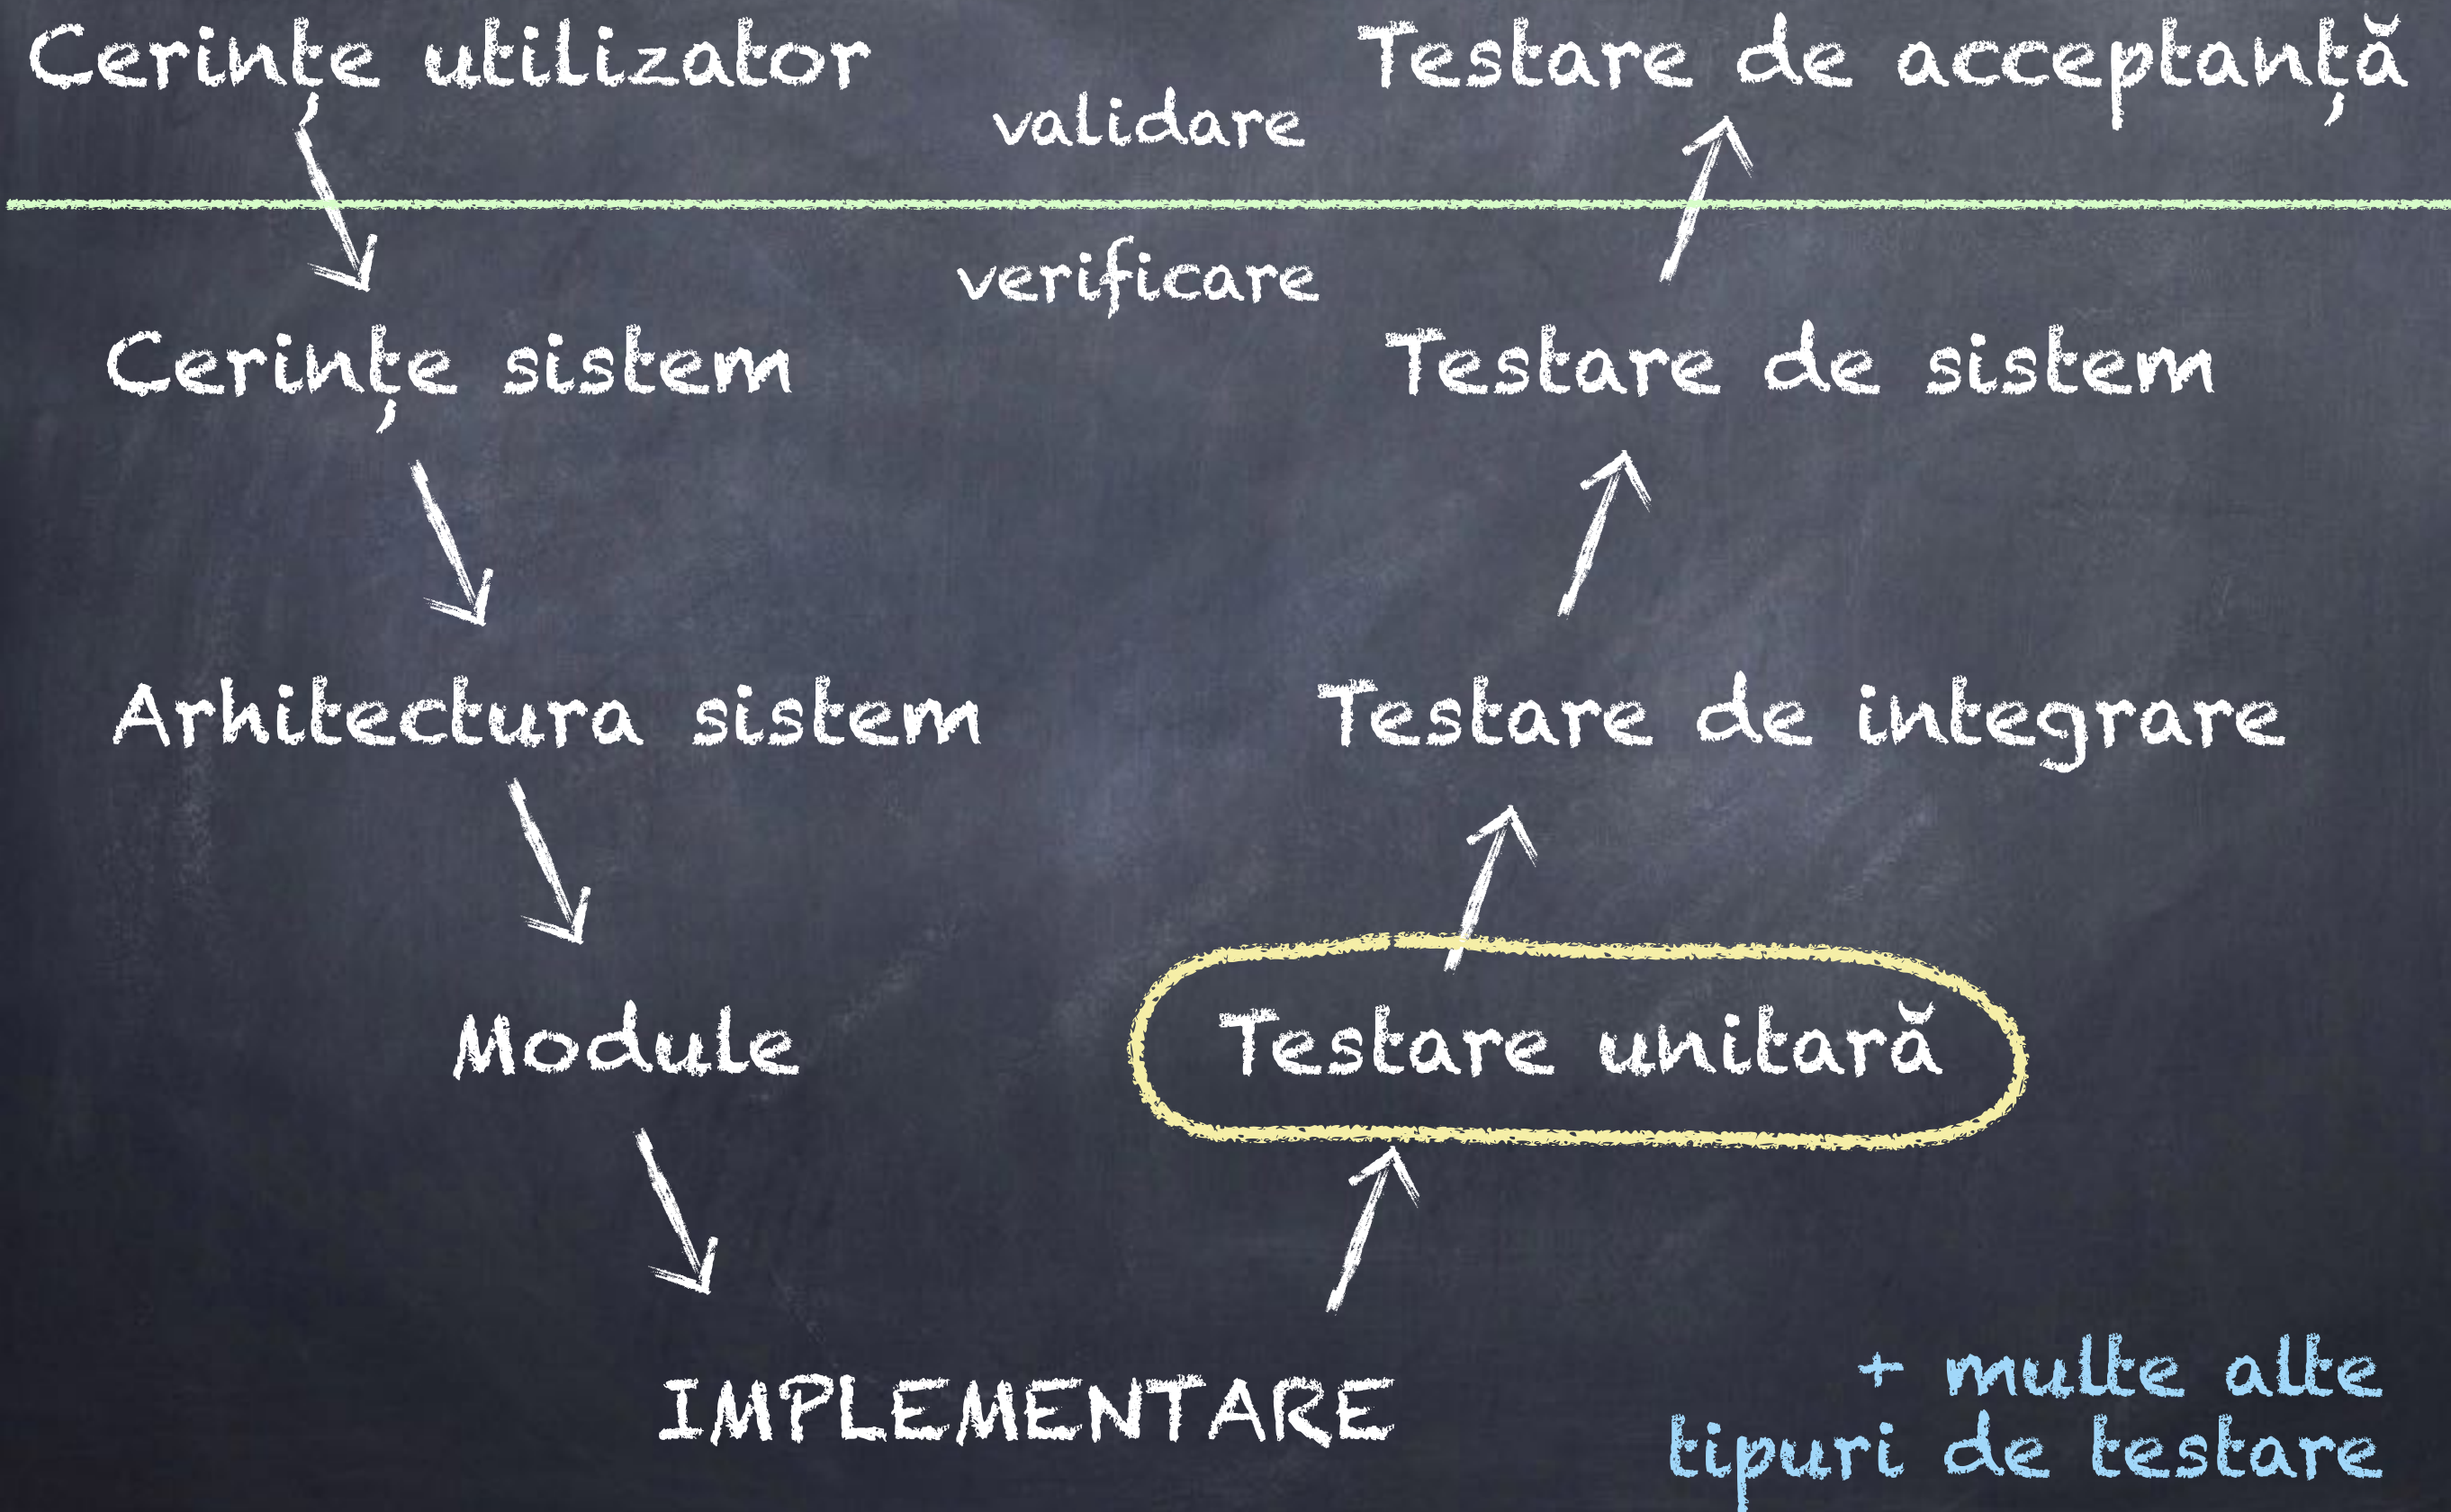 Cerințe utilizator
Testare de acceptanță
validare
verificare
Cerințe sistem
Testare de sistem
Arhitectura sistem
Testare de integrare
Module
Testare unitară
IMPLEMENTARE
+ multe alte
tipuri de testare